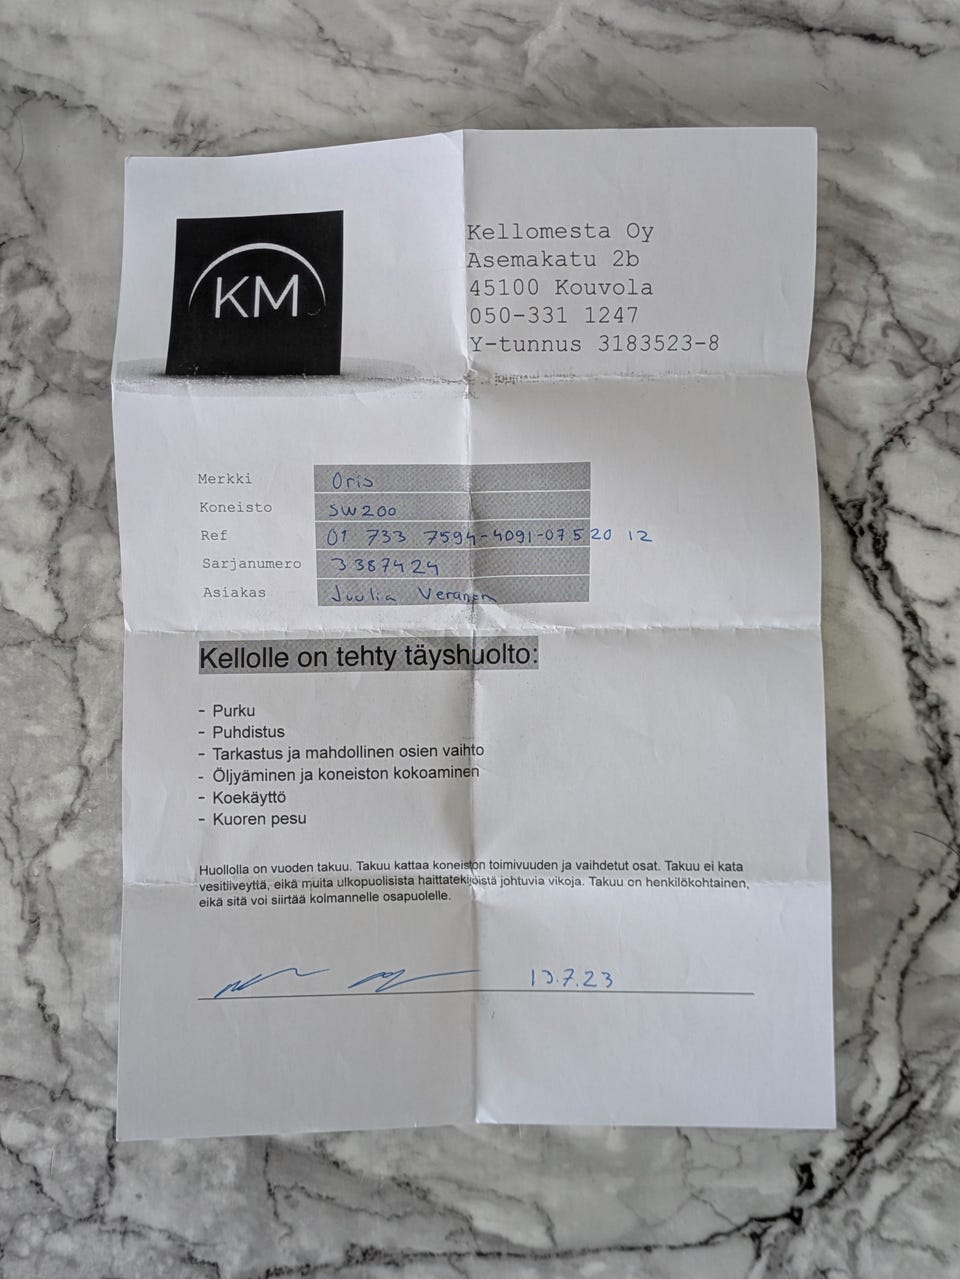 KM
Kellomesta Oy
Asemakatu 2b
45100 Kouvola
050-331 1247
Y-tunnus 3183523-8
Merkki Oris
Koneisto SW200
Ref 01 733 7594-4091-07 5 20 12
Sarjanumero 3387424
Asiakas Juulia Veranen
Kellolle on tehty täyshuolto:
- Purku
- Puhdistus
- Tarkastus ja mahdollinen osien vaihto
- Öljyäminen ja koneiston kokoaminen
- Koekäyttö
- Kuoren pesu
Huollolla on vuoden takuu. Takuu kattaa koneiston toimivuuden ja vaihdetut osat. Takuu ei kata
vesitiiveyttä, eikä muita ulkopuolisista haittatekijöistä johtuvia vikoja. Takuu on henkilökohtainen,
eikä sitä voi siirtää kolmannelle osapuolelle.
13.7.23